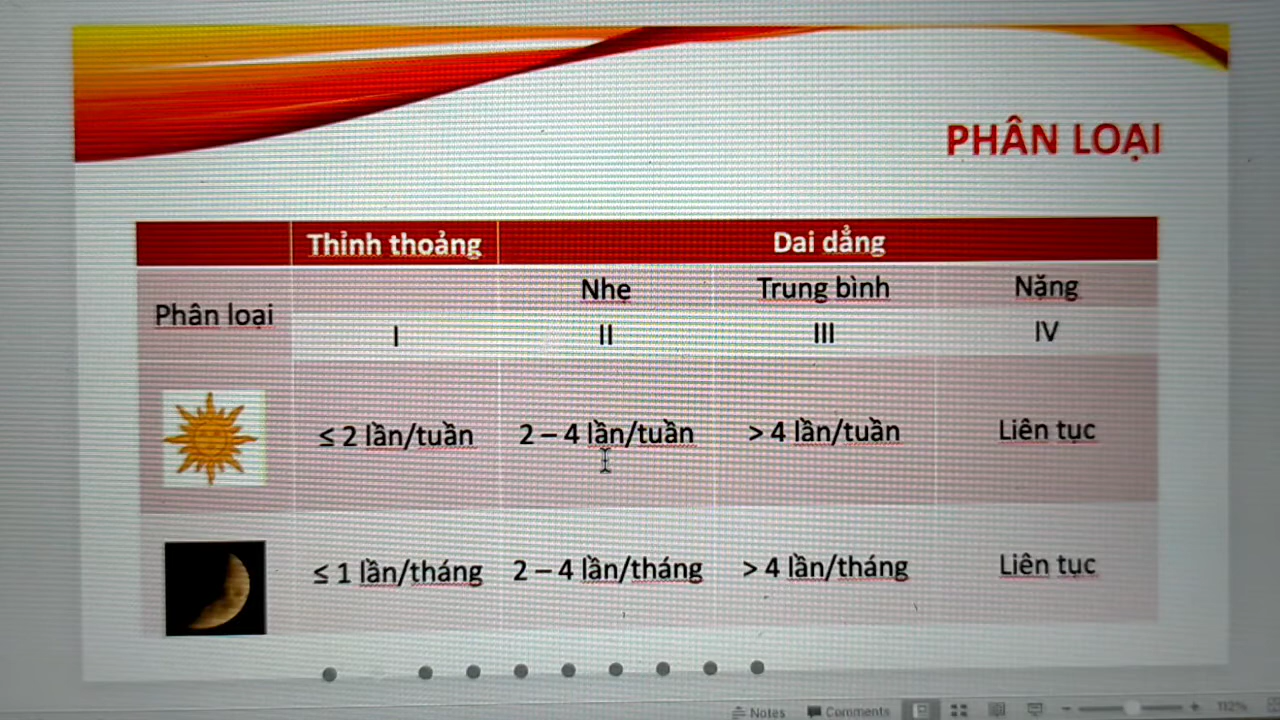 PHÂN LOẠI
Thỉnh thoảng Dai dẳng
Phân loại Nhẹ Trung bình Nặng
I II III IV
≤ 2 lần/tuần 2 – 4 lần/tuần > 4 lần/tuần Liên tục
≤ 1 lần/tháng 2 – 4 lần/tháng > 4 lần/tháng Liên tục
Notes Comments 112%